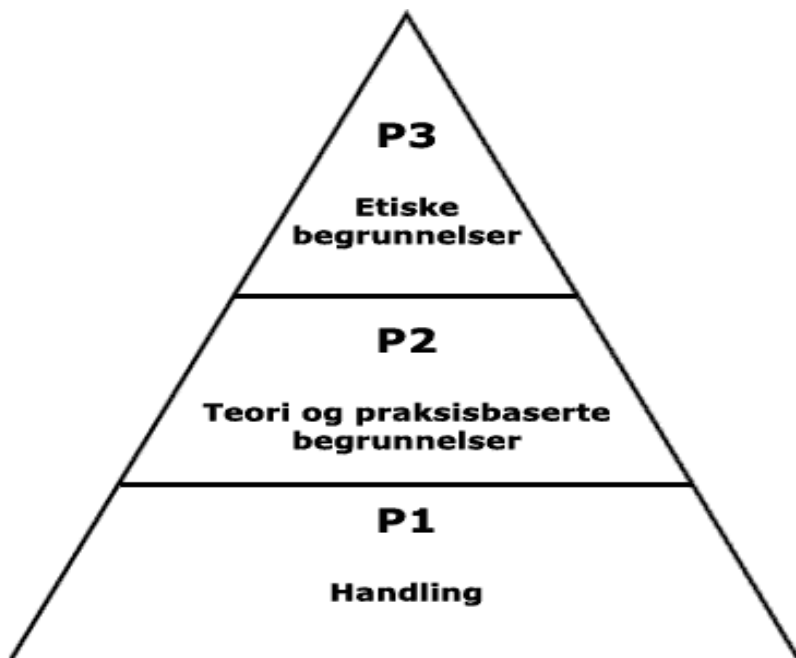 P3
Etiske
begrunnelser
P2
Teori og praksisbaserte
begrunnelser
P1
Handling